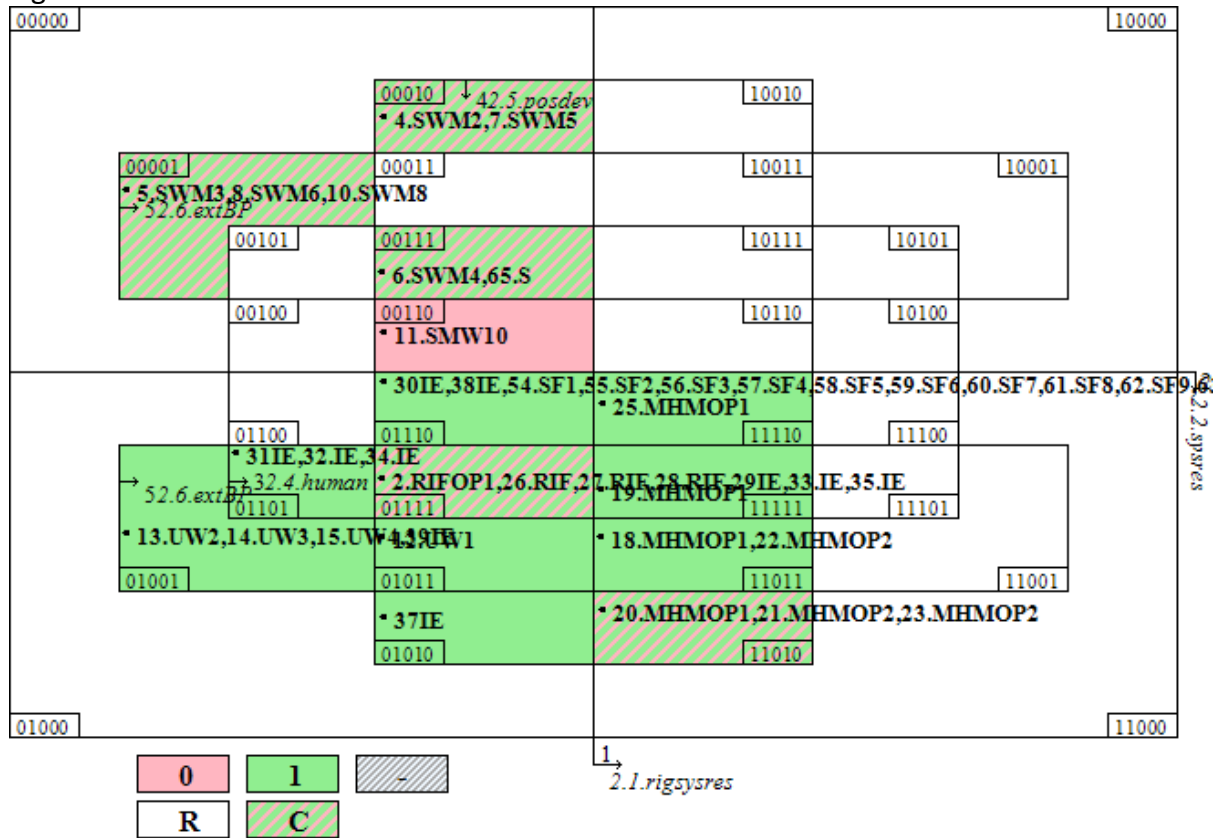 00000 10000
00010 42.5.posdev 10010
4.SWM2,7.SWM5
00001 00011 10011 10001
5.SWM3,8.SWM6,10.SWM8
52.6.extBP
00101 00111 10111 10101
6.SWM4,65.S
00100 00110 10110 10100
11.SMW10
30IE,38IE,54.SF1,55.SF2,56.SF3,57.SF4,58.SF5,59.SF6,60.SF7,61.SF8,62.SF9,63
25.MHMOP1
2.2.sysres
01100 01110 11110 11100
31IE,32.IE,34.IE
52.6.extBP 32.4.human 2.RIFOP1,26.RIF,27.RIF,28.RIF,29IE,33.IE,35.IE
19.MHMOP1
01101 01111 11111 11101
13.UW2,14.UW3,15.UW4,39IE 12.UW1 18.MHMOP1,22.MHMOP2
01001 01011 11011 11001
37IE 20.MHMOP1,21.MHMOP2,23.MHMOP2
01010 11010
01000 11000
1
2.1.rigsysres
0 1 -
R C